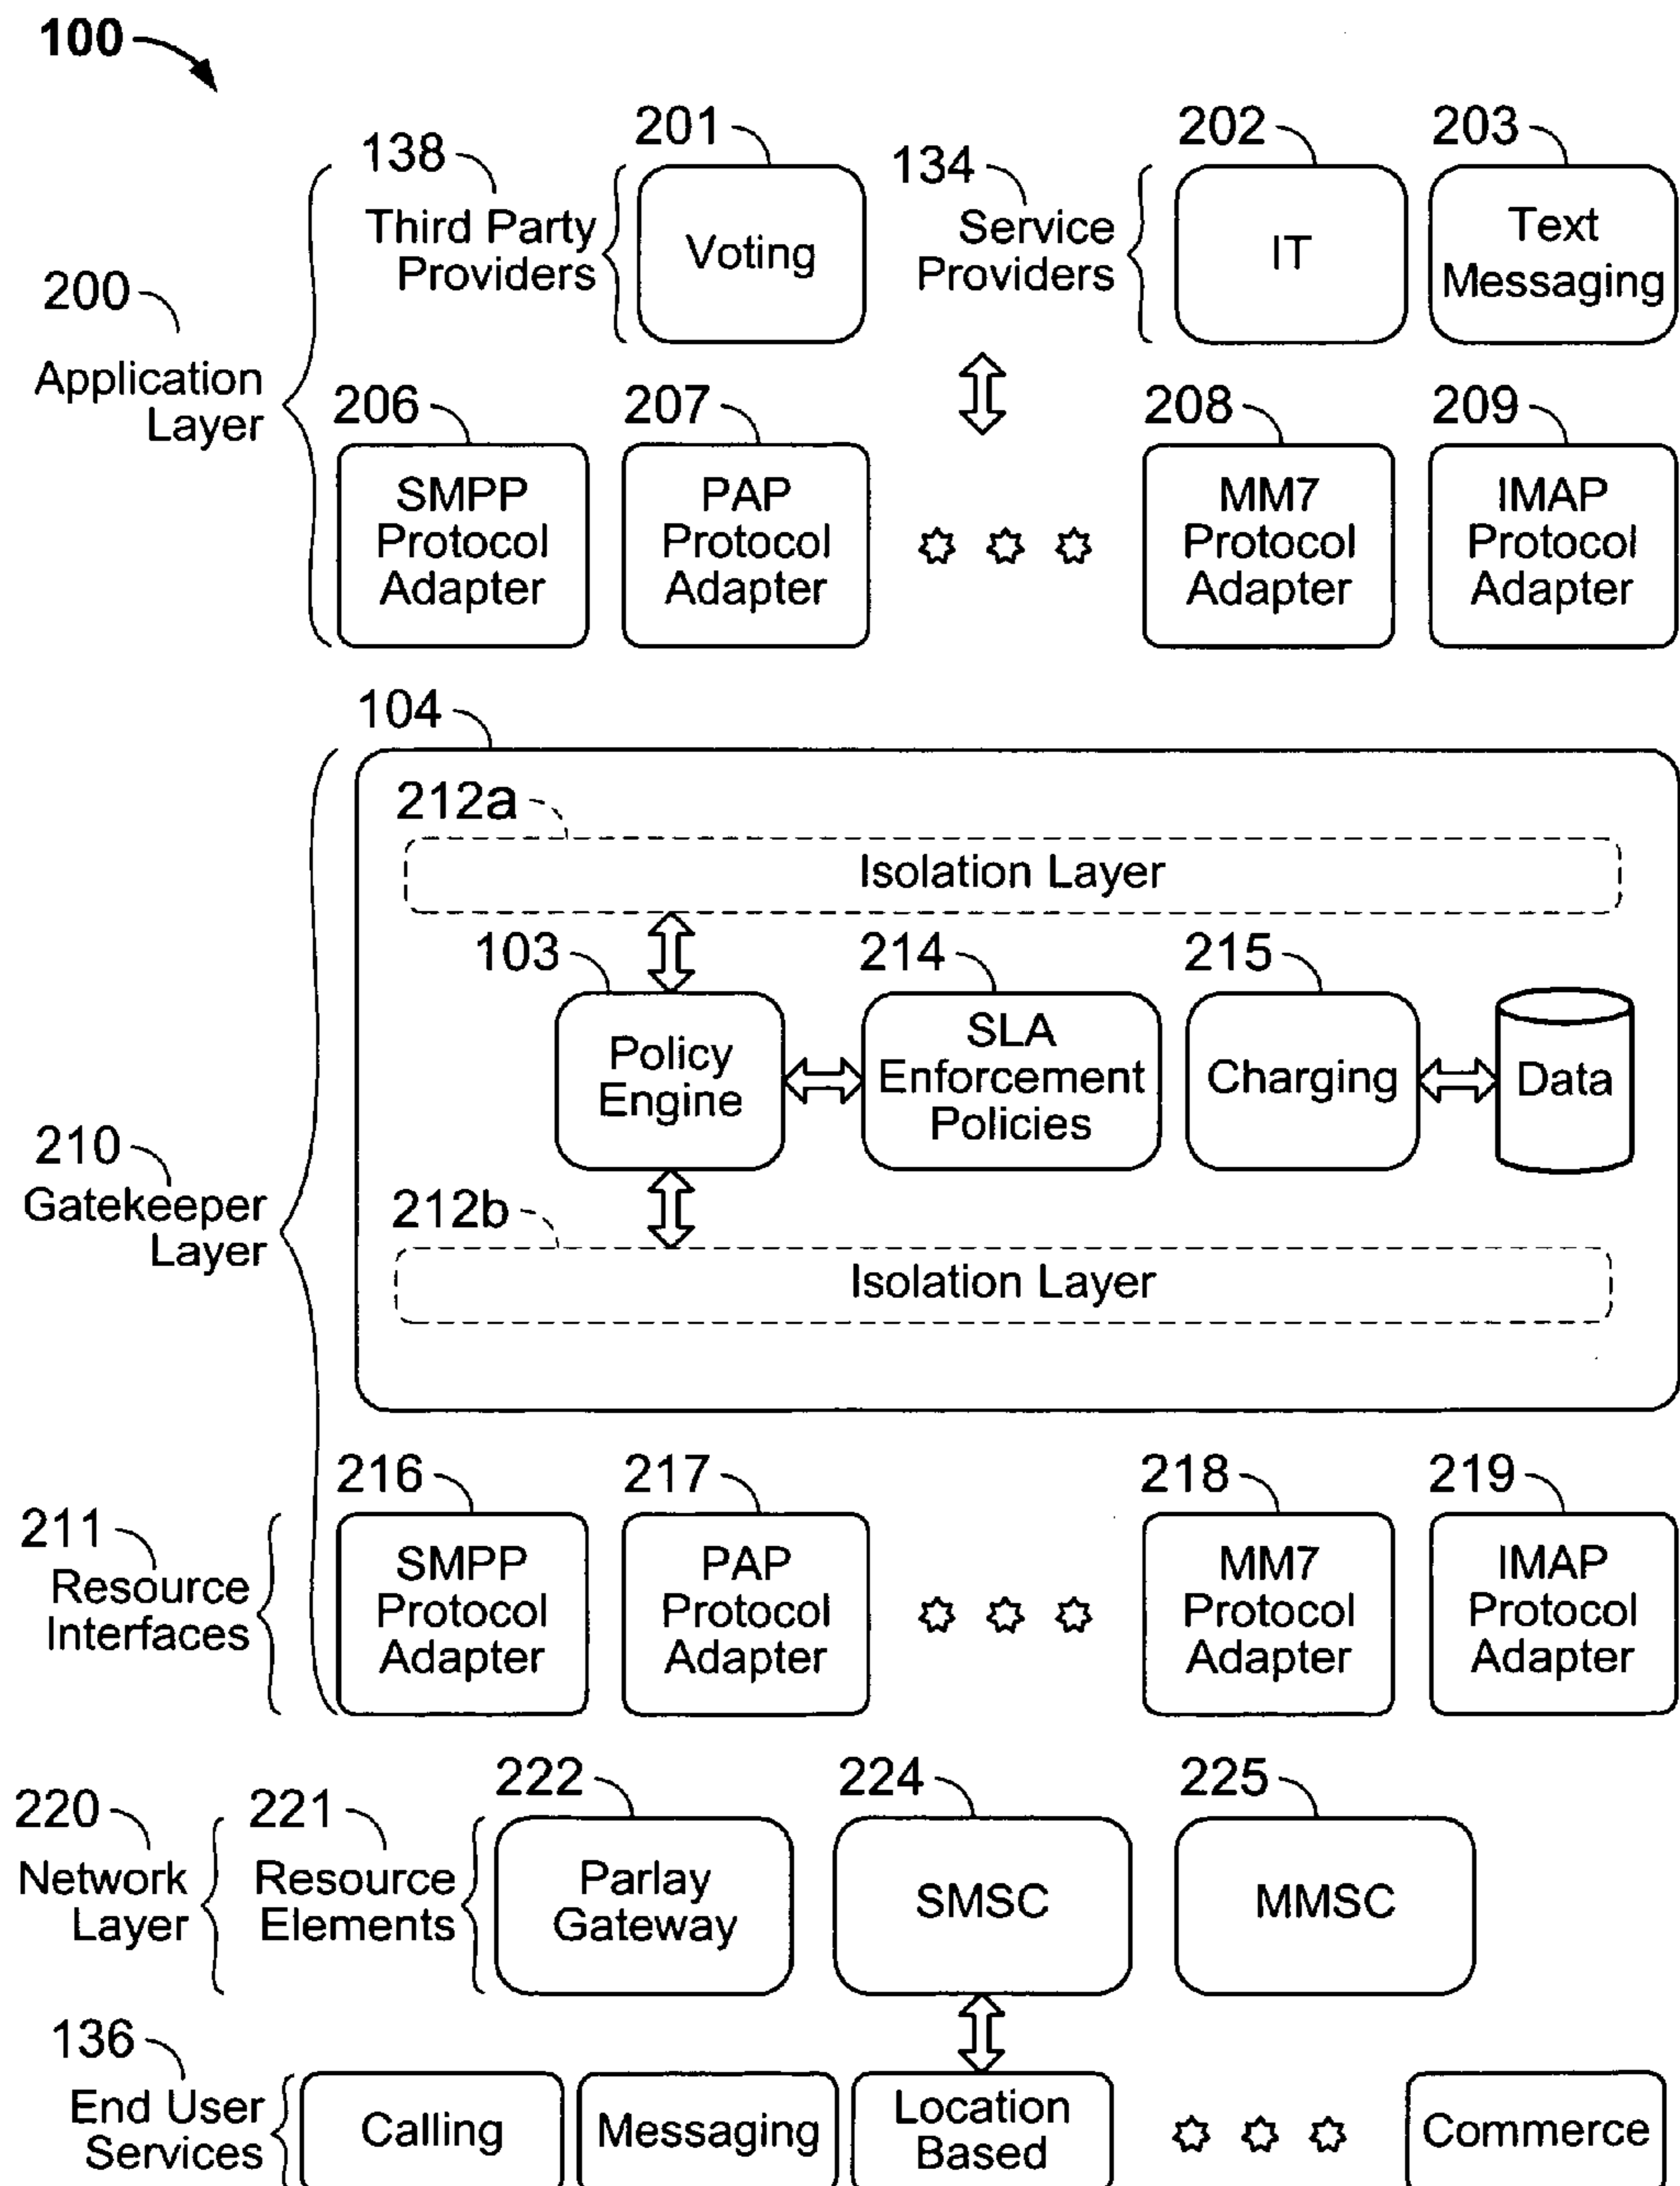 100
138
201
134
202
203
Third Party
Providers
Voting
Service
Providers
IT
Text
Messaging
200
Application
Layer
206
207
208
209
SMPP
Protocol
Adapter
PAP
Protocol
Adapter
MM7
Protocol
Adapter
IMAP
Protocol
Adapter
104
212a
Isolation Layer
103
214
215
Policy
Engine
SLA
Enforcement
Policies
Charging
Data
210
Gatekeeper
Layer
212b
Isolation Layer
216
217
218
219
211
Resource
Interfaces
SMPP
Protocol
Adapter
PAP
Protocol
Adapter
MM7
Protocol
Adapter
IMAP
Protocol
Adapter
220
221
222
224
225
Network
Layer
Resource
Elements
Parlay
Gateway
SMSC
MMSC
136
End User
Services
Calling
Messaging
Location
Based
Commerce